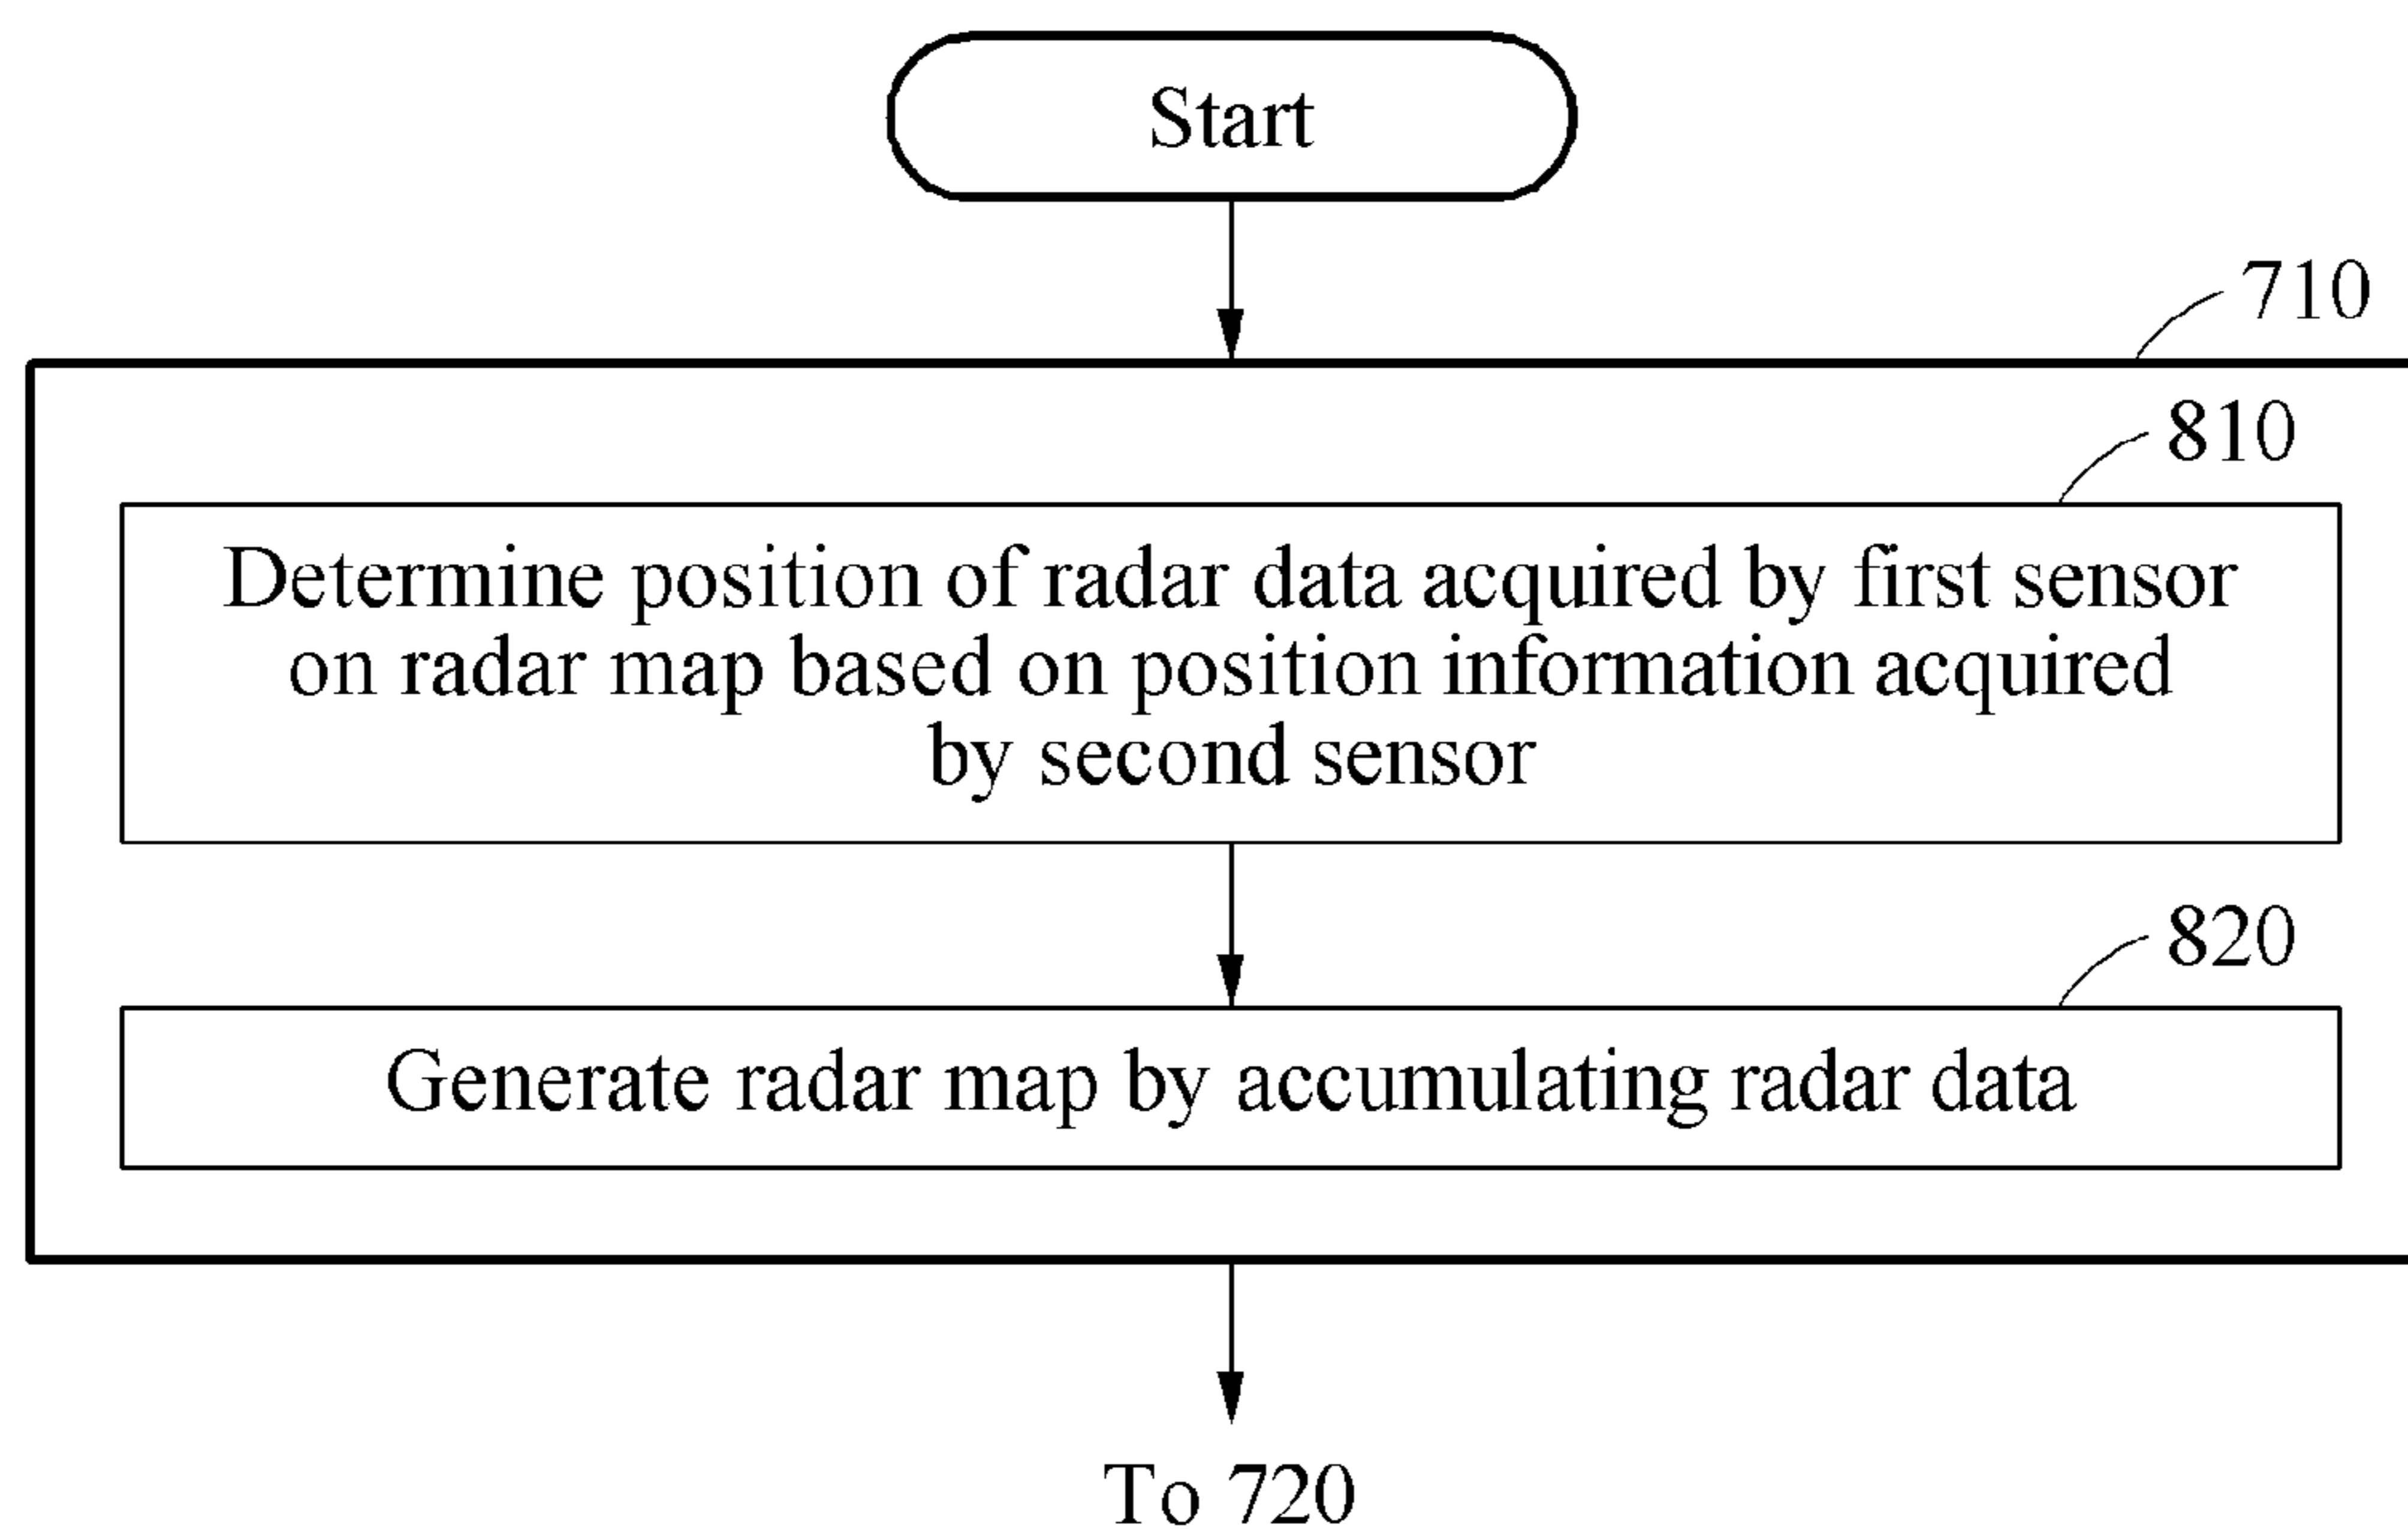 Start
710
810
Determine position of radar data acquired by first sensor
on radar map based on position information acquired
by second sensor
820
Generate radar map by accumulating radar data
To 720